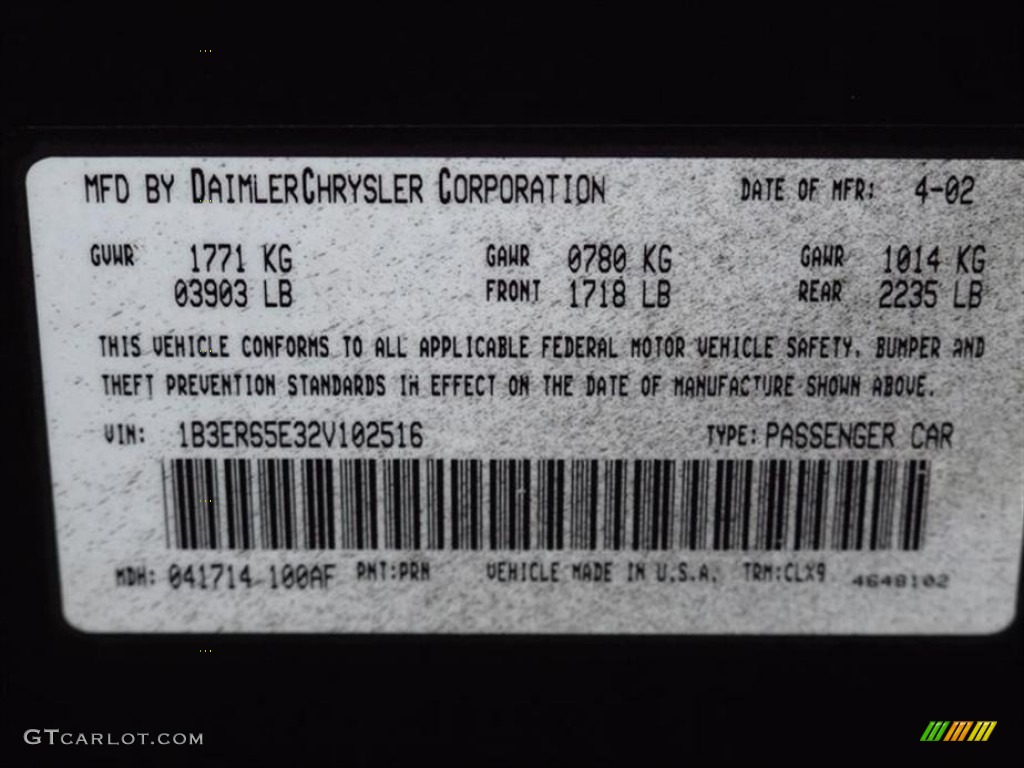 MFD BY DAIMLERCHRYSLER CORPORATION DATE OF MFR: 4-02
GVWR 1771 KG GAWR 0780 KG GAWR 1014 KG
03903 LB FRONT 1718 LB REAR 2235 LB
THIS VEHICLE CONFORMS TO ALL APPLICABLE FEDERAL MOTOR VEHICLE SAFETY, BUMPER AND
THEFT PREVENTION STANDARDS IN EFFECT ON THE DATE OF MANUFACTURE SHOWN ABOVE.
VIN: 1B3ER65E32V102516 TYPE: PASSENGER CAR
MDH: 041714 100AF PNT:PRN VEHICLE MADE IN U.S.A. TRM:CLX9 4648102
GTCARLOT.COM